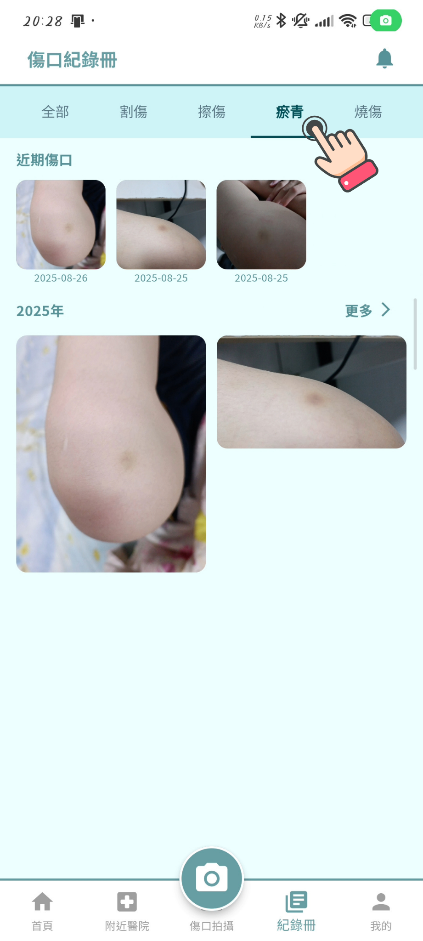 20:28
0.15 KB/s
傷口紀錄冊
全部 割傷 擦傷 瘀青 燒傷
近期傷口
2025-08-26 2025-08-25 2025-08-25
2025年 更多
首頁 附近醫院 傷口拍攝 紀錄冊 我的